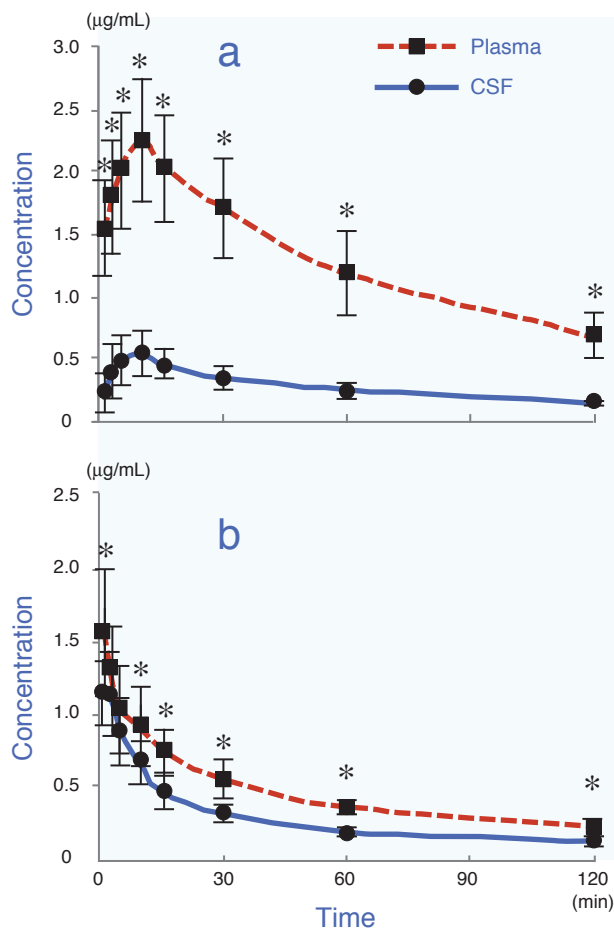 (μg/mL)
3.0
2.5
2.0
1.5
1.0
0.5
0
Concentration
a
Plasma
CSF
* * * * * * * *
(μg/mL)
2.5
2.0
1.5
1.0
0.5
0
Concentration
b
* * * * * *
0 30 60 90 120
(min)
Time